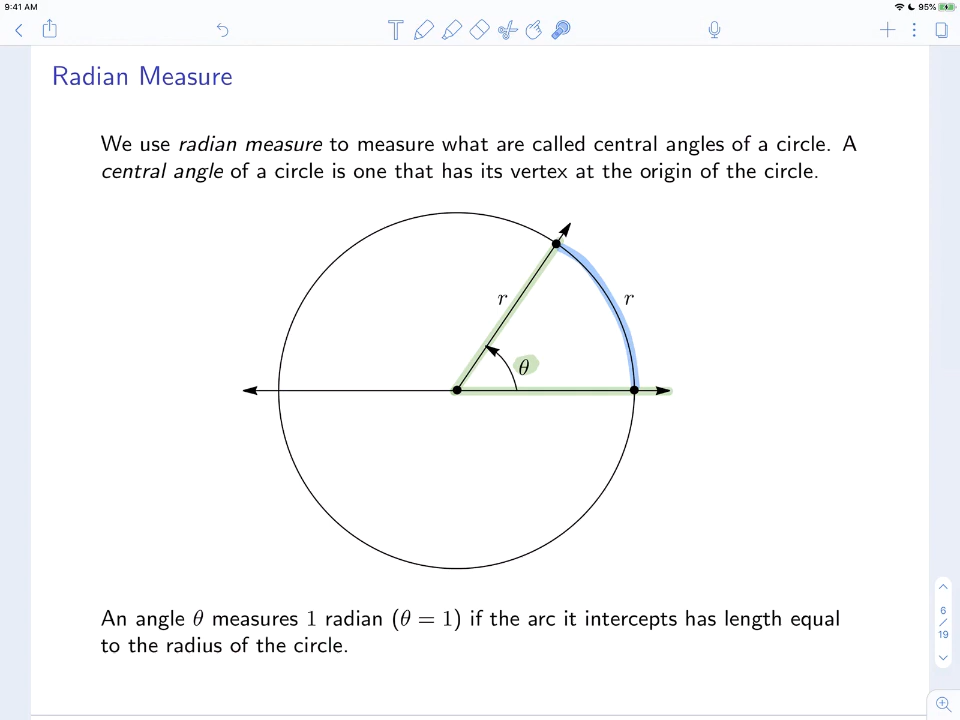 9:41 AM
95%
T
Radian Measure
We use radian measure to measure what are called central angles of a circle. A
central angle of a circle is one that has its vertex at the origin of the circle.
r
r
θ
An angle θ measures 1 radian (θ = 1) if the arc it intercepts has length equal
to the radius of the circle.
6
/
19